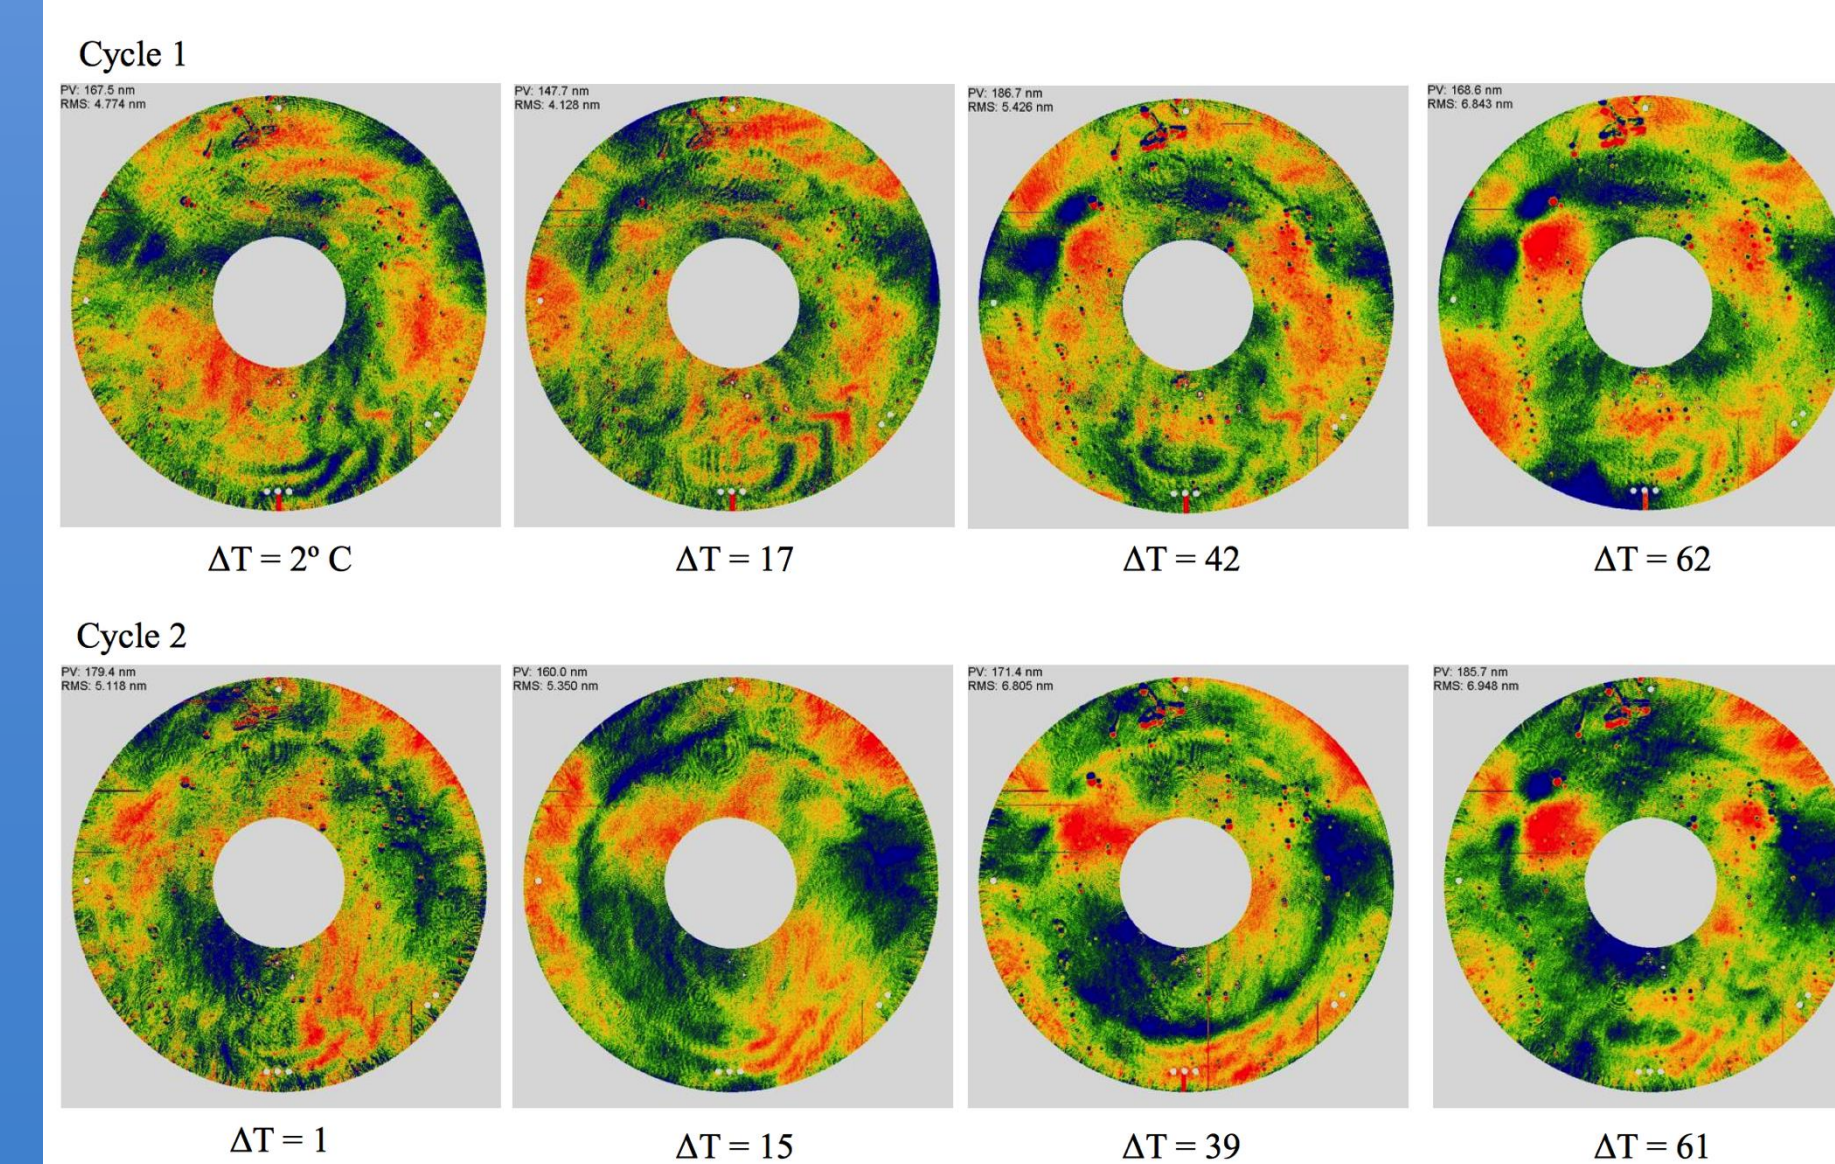 Cycle 1
PV: 167.5 nm
RMS: 4.774 nm
PV: 147.7 nm
RMS: 4.128 nm
PV: 186.7 nm
RMS: 5.426 nm
PV: 168.6 nm
RMS: 6.843 nm
ΔT = 2º C
ΔT = 17
ΔT = 42
ΔT = 62
Cycle 2
PV: 179.4 nm
RMS: 5.118 nm
PV: 160.0 nm
RMS: 5.350 nm
PV: 171.4 nm
RMS: 6.805 nm
PV: 185.7 nm
RMS: 6.948 nm
ΔT = 1
ΔT = 15
ΔT = 39
ΔT = 61